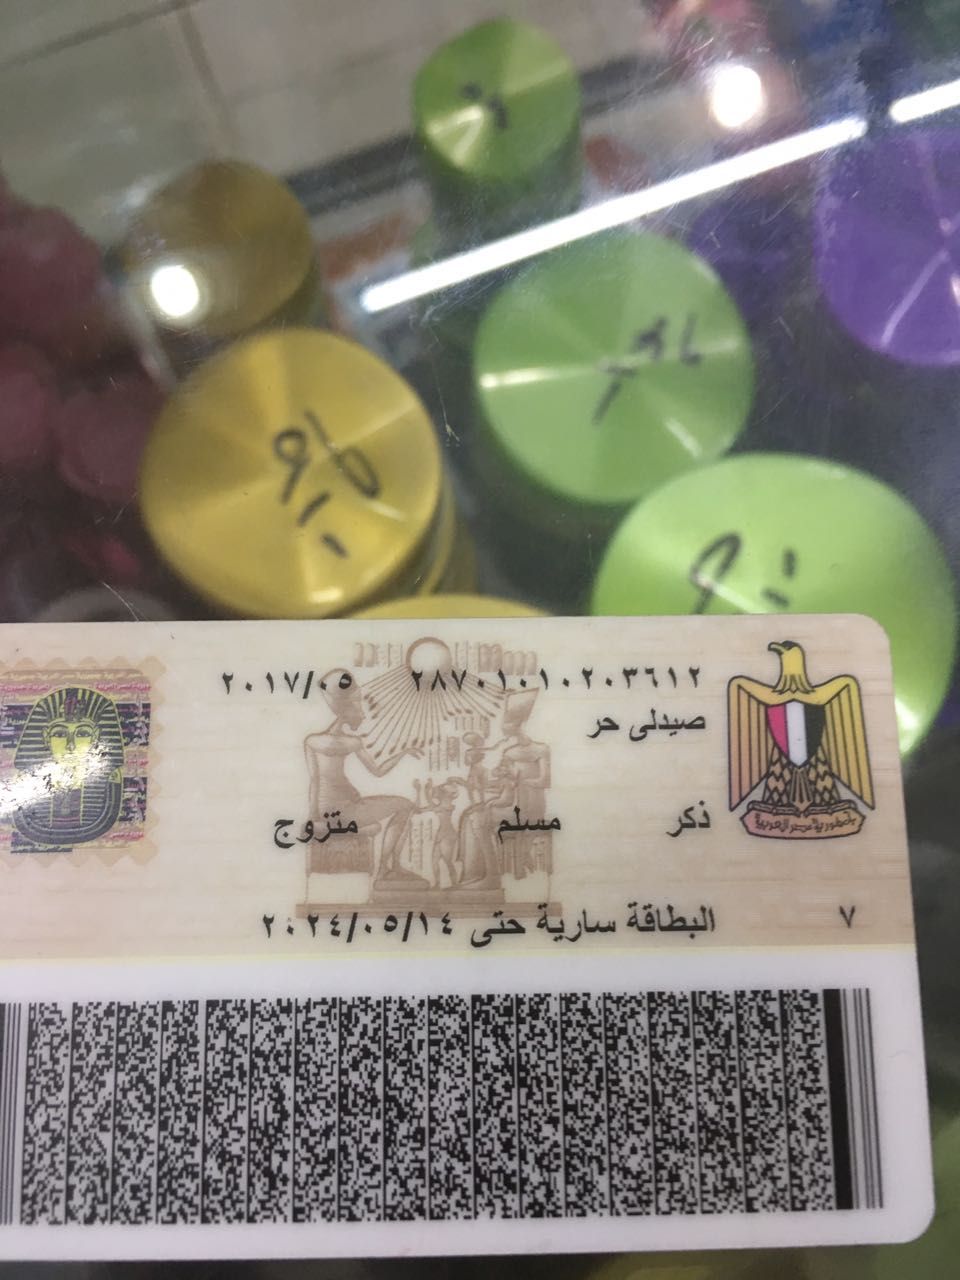 ٢٨٧٠١٠١٠٢٠٣٦١٢ ٢٠١٧/٠٥
صيدلى حر
ذكر مسلم متزوج
٧ البطاقة سارية حتى ٢٠٢٤/٠٥/١٤